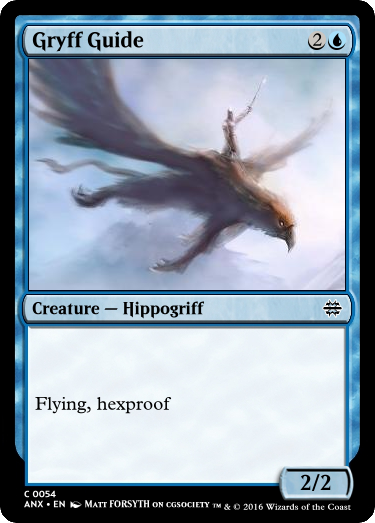 Gryff Guide 2
Creature — Hippogriff
Flying, hexproof
2/2
C 0054
ANX • EN Matt FORSYTH on CGSOCIETY ™ & © 2016 Wizards of the Coast